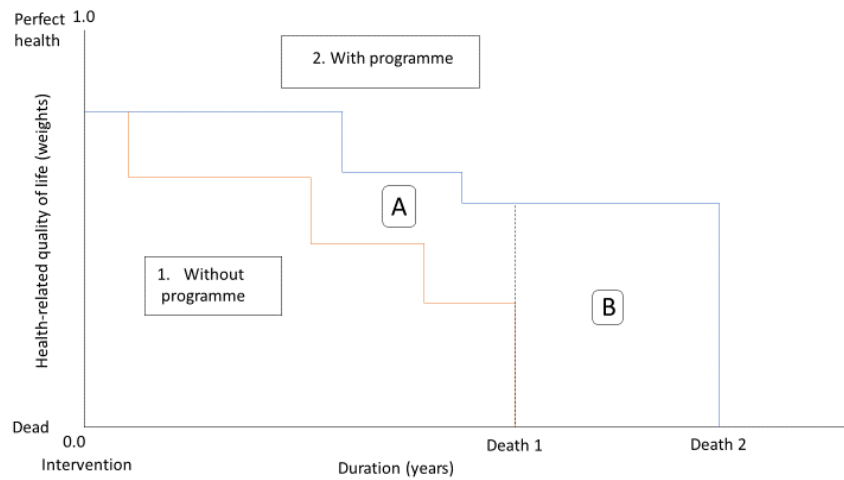 Perfect 1.0
health
2. With programme
Health-related quality of life (weights)
A
1. Without
programme
B
Dead
0.0
Death 1
Death 2
Intervention
Duration (years)